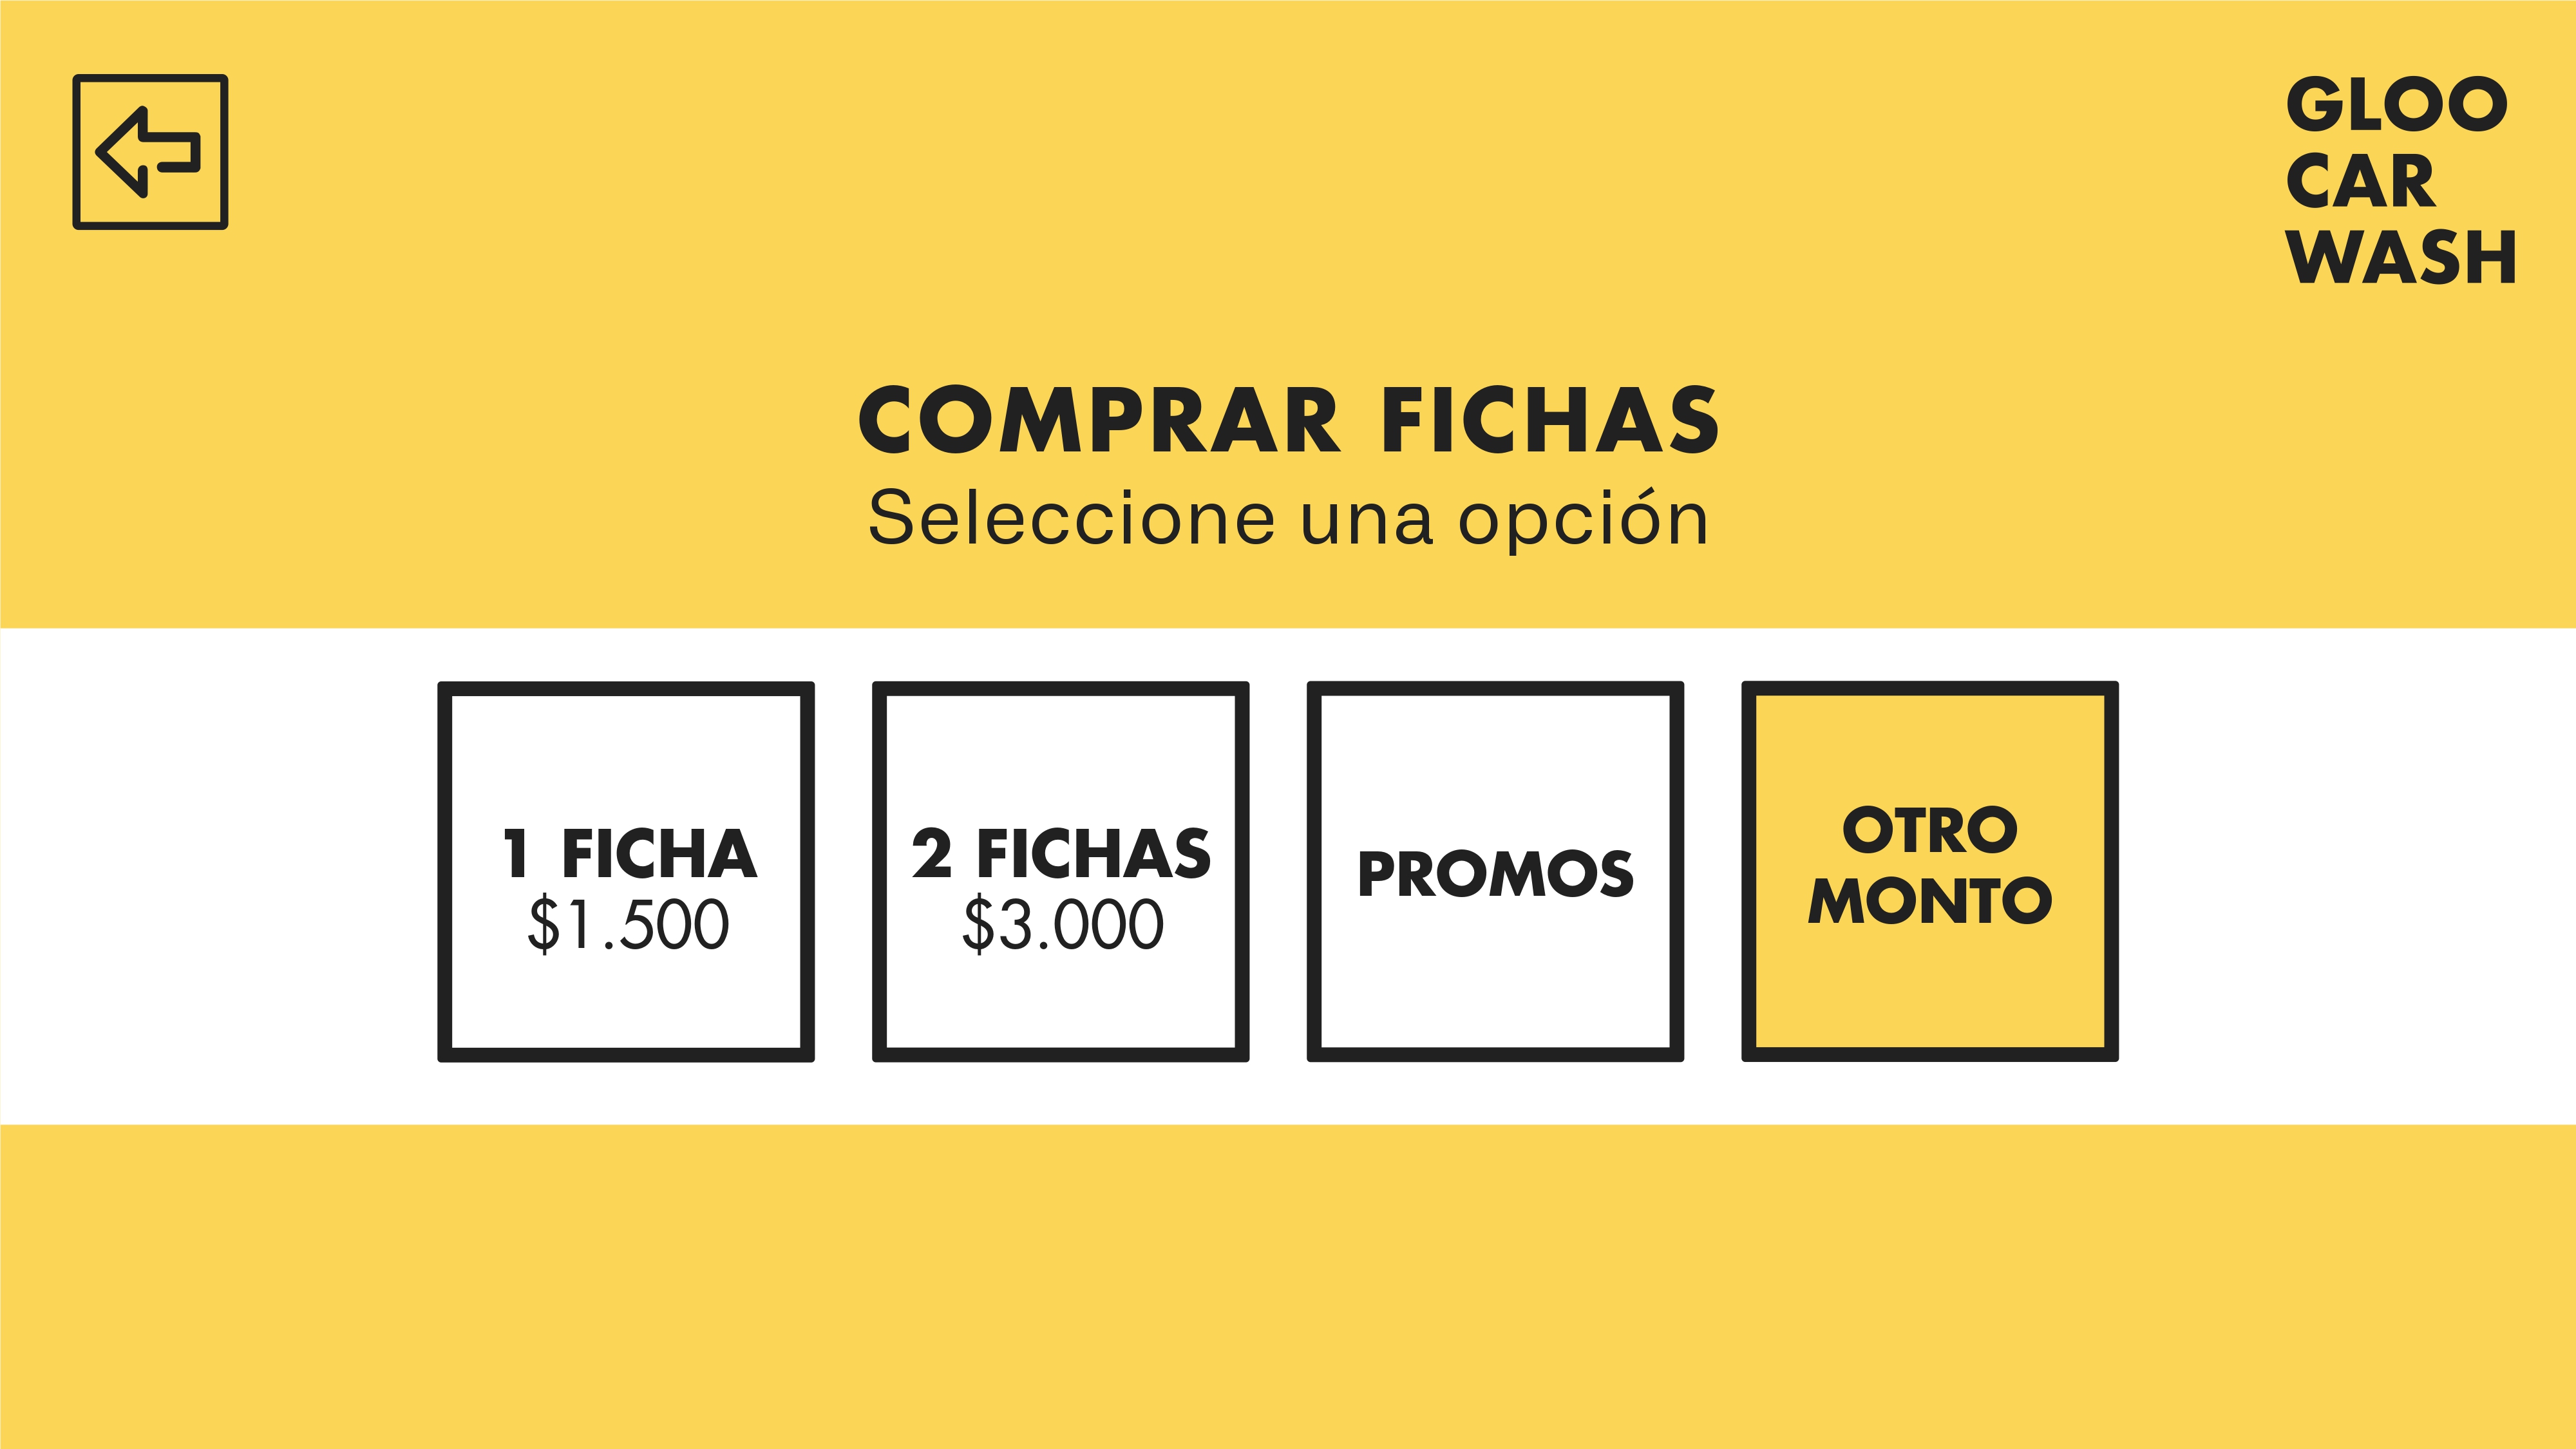 GLOO
CAR
WASH
COMPRAR FICHAS
Seleccione una opción
1 FICHA
$1.500
2 FICHAS
$3.000
PROMOS
OTRO
MONTO